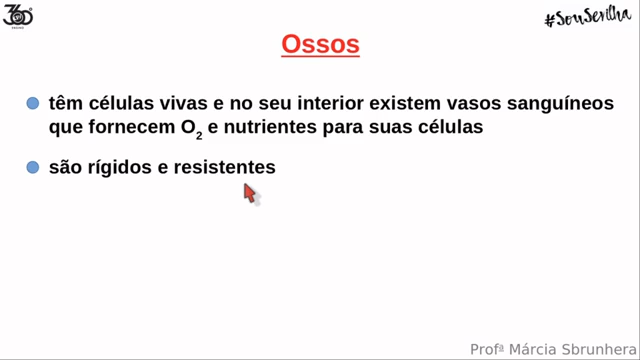 360°
#SouSevilha
Ossos
têm células vivas e no seu interior existem vasos sanguíneos
que fornecem O2 e nutrientes para suas células
são rígidos e resistentes
Profª Márcia Sbrunhera